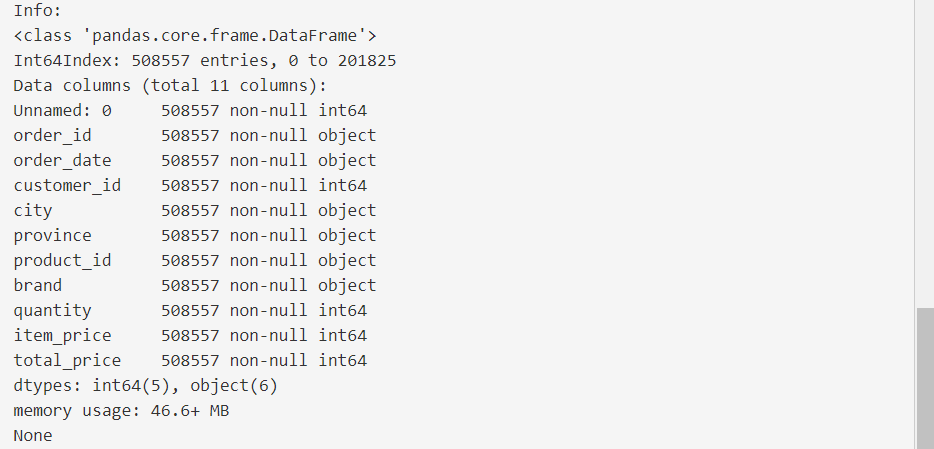 Info:
<class 'pandas.core.frame.DataFrame'>
Int64Index: 508557 entries, 0 to 201825
Data columns (total 11 columns):
Unnamed: 0     508557 non-null int64
order_id       508557 non-null object
order_date     508557 non-null object
customer_id    508557 non-null int64
city           508557 non-null object
province       508557 non-null object
product_id     508557 non-null object
brand          508557 non-null object
quantity       508557 non-null int64
item_price     508557 non-null int64
total_price    508557 non-null int64
dtypes: int64(5), object(6)
memory usage: 46.6+ MB
None